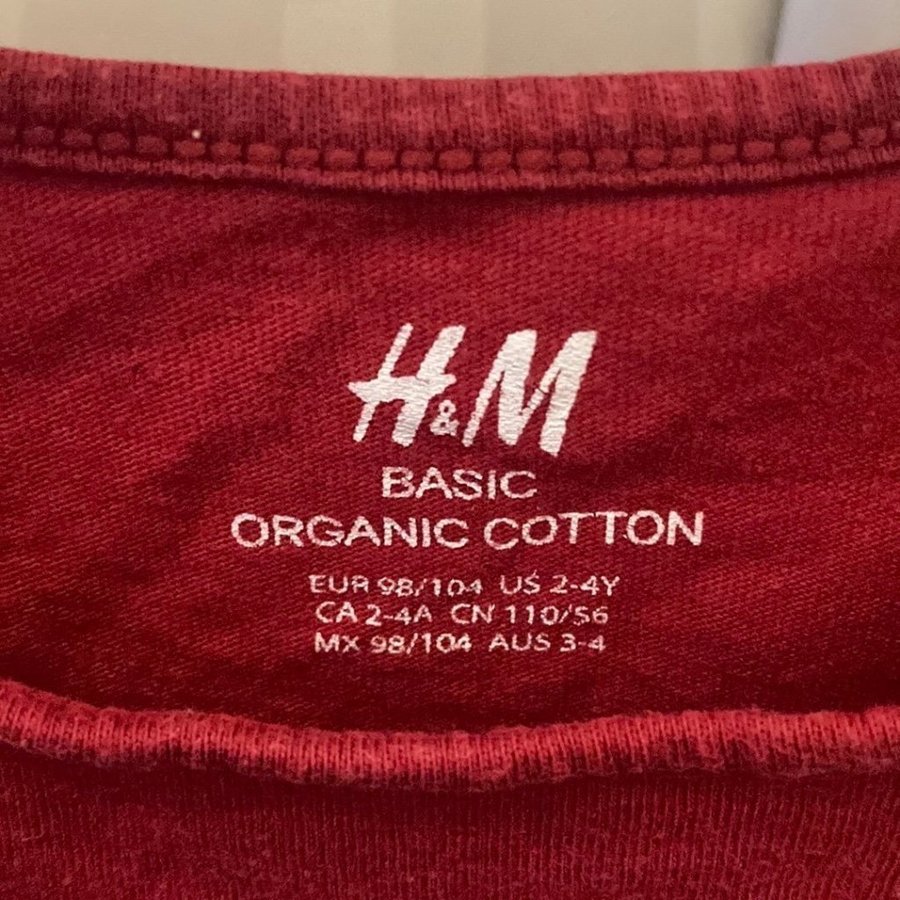 H&M
BASIC
ORGANIC COTTON
EUR 98/104 US 2-4Y
CA 2-4A CN 110/56
MX 98/104 AUS 3-4